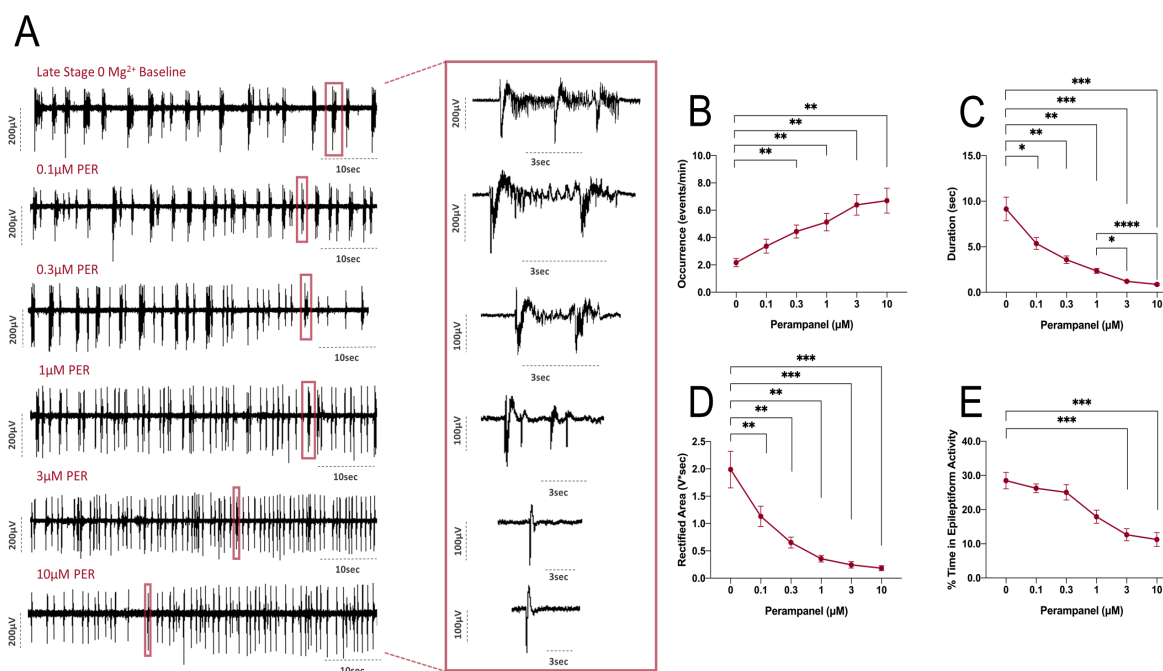 A
Late Stage 0 Mg²⁺ Baseline
200µV
10sec
0.1µM PER
200µV
10sec
0.3µM PER
200µV
10sec
1µM PER
200µV
10sec
3µM PER
200µV
10sec
10µM PER
200µV
10sec
200µV
3sec
200µV
3sec
100µV
3sec
100µV
3sec
100µV
3sec
100µV
3sec
B
**
**
**
**
Occurrence (events/min)
10.0
8.0
6.0
4.0
2.0
0.0
0 0.1 0.3 1 3 10
Perampanel (µM)
C
***
***
**
**
*
****
*
Duration (sec)
15.0
10.0
5.0
0.0
0 0.1 0.3 1 3 10
Perampanel (µM)
D
***
***
**
**
**
Rectified Area (V*sec)
2.5
2.0
1.5
1.0
0.5
0.0
0 0.1 0.3 1 3 10
Perampanel (µM)
E
***
***
% Time in Epileptiform Activity
40.0
30.0
20.0
10.0
0.0
0 0.1 0.3 1 3 10
Perampanel (µM)